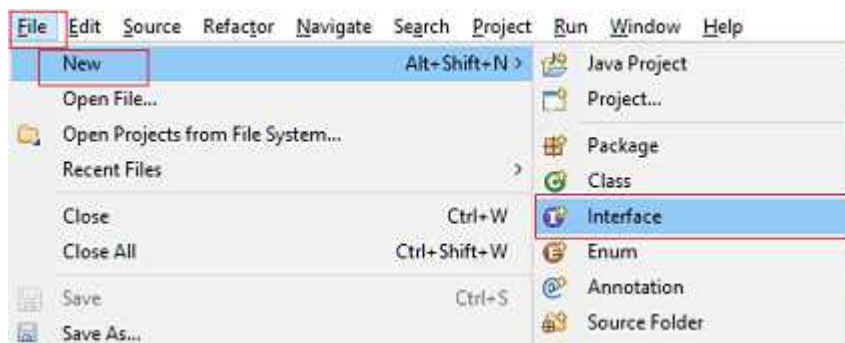 File Edit Source Refactor Navigate Search Project Run Window Help
New Alt+Shift+N >
Open File...
Open Projects from File System...
Recent Files >
Close Ctrl+W
Close All Ctrl+Shift+W
Save Ctrl+S
Save As...
Java Project
Project...
Package
Class
Interface
Enum
Annotation
Source Folder